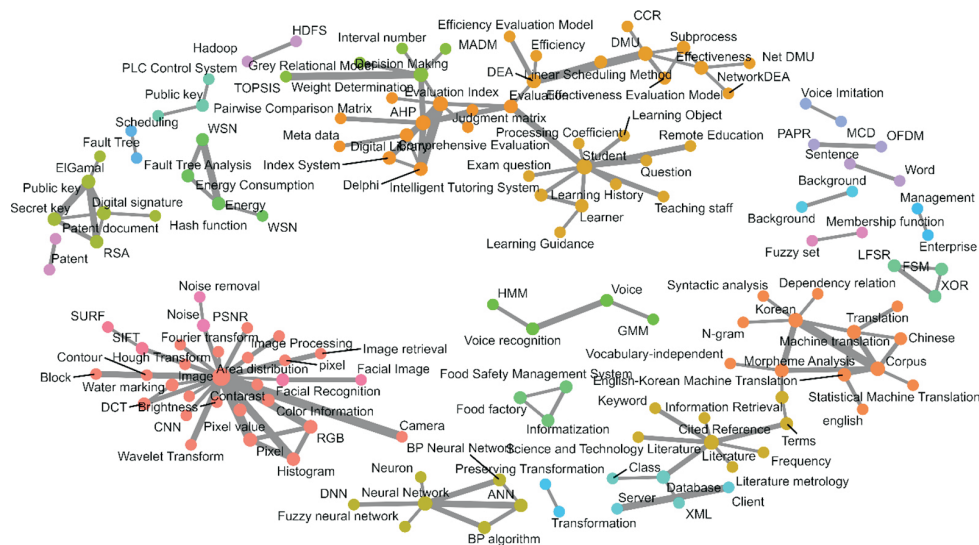 HDFS
Hadoop
PLC Control System
Public key
Scheduling
Interval number
Decision Making
Grey Relational Model
TOPSIS
Weight Determination
Pairwise Comparison Matrix
Evaluation Index
AHP
Judgment matrix
Meta data
Digital Library
Comprehensive Evaluation
Index System
Delphi
Intelligent Tutoring System
Efficiency Evaluation Model
MADM
Efficiency
DEA
Linear Scheduling Method
Evaluation
Effectiveness Evaluation Model
CCR
Subprocess
DMU
Effectiveness
Net DMU
NetworkDEA
Learning Object
Processing Coefficient
Remote Education
Student
Exam question
Question
Learning History
Teaching staff
Learner
Learning Guidance
Voice Imitation
PAPR
MCD
OFDM
Sentence
Word
Background
Background
Management
Membership function
Enterprise
Fuzzy set
LFSR
FSM
XOR
Fault Tree
WSN
ElGamal
Fault Tree Analysis
Public key
Energy Consumption
Secret key
Digital signature
Energy
Patent document
Hash function
WSN
RSA
Patent
Noise removal
SURF
Noise
PSNR
SIFT
Fourier transform
Image Processing
Contour
Hough Transform
Image retrieval
Area distribution
pixel
Block
Image
Facial Image
Water marking
Contarast
Facial Recognition
DCT
Brightness
Color Information
CNN
Pixel value
RGB
Camera
Wavelet Transform
Pixel
Histogram
HMM
Voice
Voice recognition
GMM
Food Safety Management System
Food factory
Informatization
Syntactic analysis
Dependency relation
Korean
Translation
N-gram
Machine translation
Chinese
Vocabulary-independent
Morpheme Analysis
Corpus
English-Korean Machine Translation
Statistical Machine Translation
english
Keyword
Information Retrieval
Cited Reference
Terms
Science and Technology Literature
Literature
Frequency
Class
Database
Literature metrology
Server
Client
XML
BP Neural Network
Neuron
Preserving Transformation
DNN
Neural Network
ANN
Fuzzy neural network
Transformation
BP algorithm